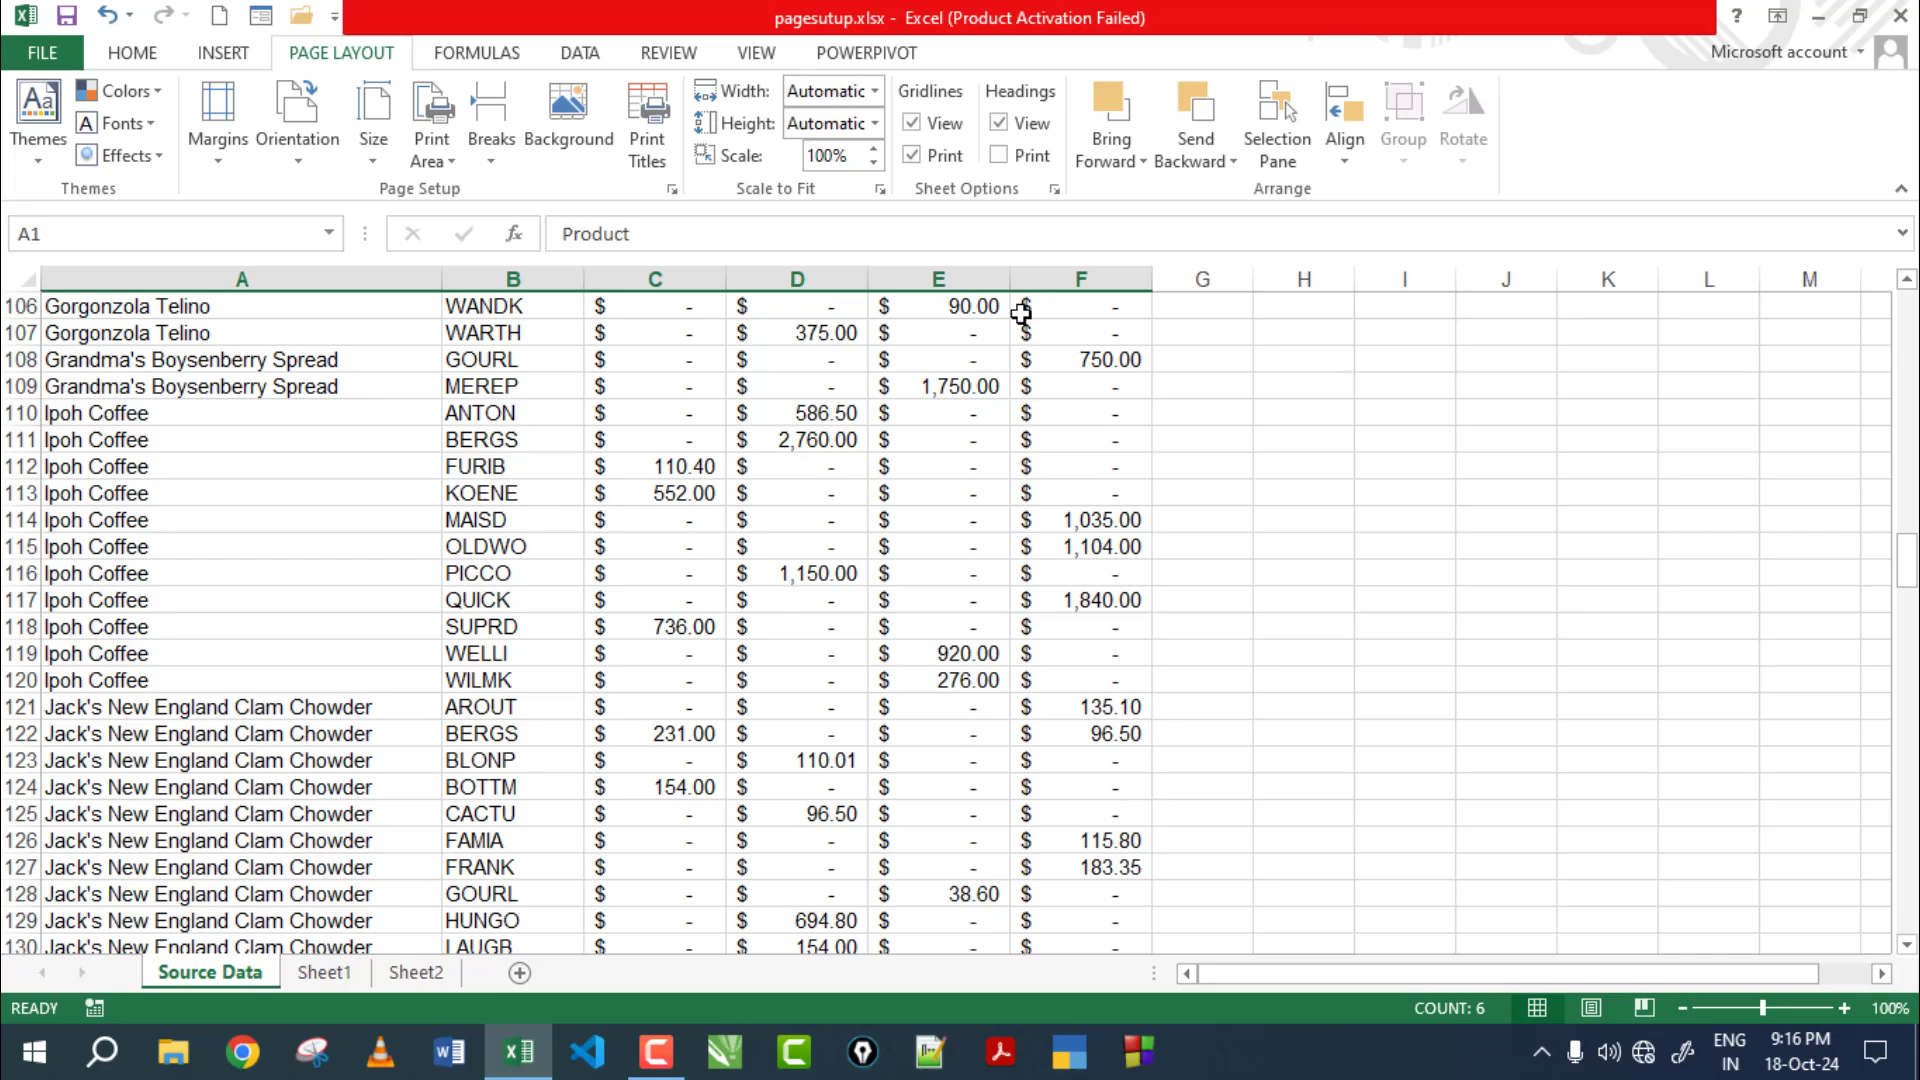 pagesutup.xlsx - Excel (Product Activation Failed)
?
FILE HOME INSERT PAGE LAYOUT FORMULAS DATA REVIEW VIEW POWERPIVOT Microsoft account
Themes Colors Fonts Effects
Margins Orientation Size Print Area Breaks Background Print Titles
Width: Automatic
Height: Automatic
Scale: 100%
Gridlines View Print
Headings View Print
Bring Forward Send Backward Selection Pane Align Group Rotate
Themes Page Setup Scale to Fit Sheet Options Arrange
A1 fx Product
A B C D E F G H I J K L M
106 Gorgonzola Telino WANDK $ - $ - $ 90.00 $ -
107 Gorgonzola Telino WARTH $ - $ 375.00 $ - $ -
108 Grandma's Boysenberry Spread GOURL $ - $ - $ - $ 750.00
109 Grandma's Boysenberry Spread MEREP $ - $ - $ 1,750.00 $ -
110 Ipoh Coffee ANTON $ - $ 586.50 $ - $ -
111 Ipoh Coffee BERGS $ - $ 2,760.00 $ - $ -
112 Ipoh Coffee FURIB $ 110.40 $ - $ - $ -
113 Ipoh Coffee KOENE $ 552.00 $ - $ - $ -
114 Ipoh Coffee MAISD $ - $ - $ - $ 1,035.00
115 Ipoh Coffee OLDWO $ - $ - $ - $ 1,104.00
116 Ipoh Coffee PICCO $ - $ 1,150.00 $ - $ -
117 Ipoh Coffee QUICK $ - $ - $ - $ 1,840.00
118 Ipoh Coffee SUPRD $ 736.00 $ - $ - $ -
119 Ipoh Coffee WELLI $ - $ - $ 920.00 $ -
120 Ipoh Coffee WILMK $ - $ - $ 276.00 $ -
121 Jack's New England Clam Chowder AROUT $ - $ - $ - $ 135.10
122 Jack's New England Clam Chowder BERGS $ 231.00 $ - $ - $ 96.50
123 Jack's New England Clam Chowder BLONP $ - $ 110.01 $ - $ -
124 Jack's New England Clam Chowder BOTTM $ 154.00 $ - $ - $ -
125 Jack's New England Clam Chowder CACTU $ - $ 96.50 $ - $ -
126 Jack's New England Clam Chowder FAMIA $ - $ - $ - $ 115.80
127 Jack's New England Clam Chowder FRANK $ - $ - $ - $ 183.35
128 Jack's New England Clam Chowder GOURL $ - $ - $ 38.60 $ -
129 Jack's New England Clam Chowder HUNGO $ - $ 694.80 $ - $ -
130 Jack's New England Clam Chowder LAUGB $ - $ 154.00 $ - $ -
Source Data Sheet1 Sheet2
READY COUNT: 6 100%
ENG 9:16 PM
IN 18-Oct-24